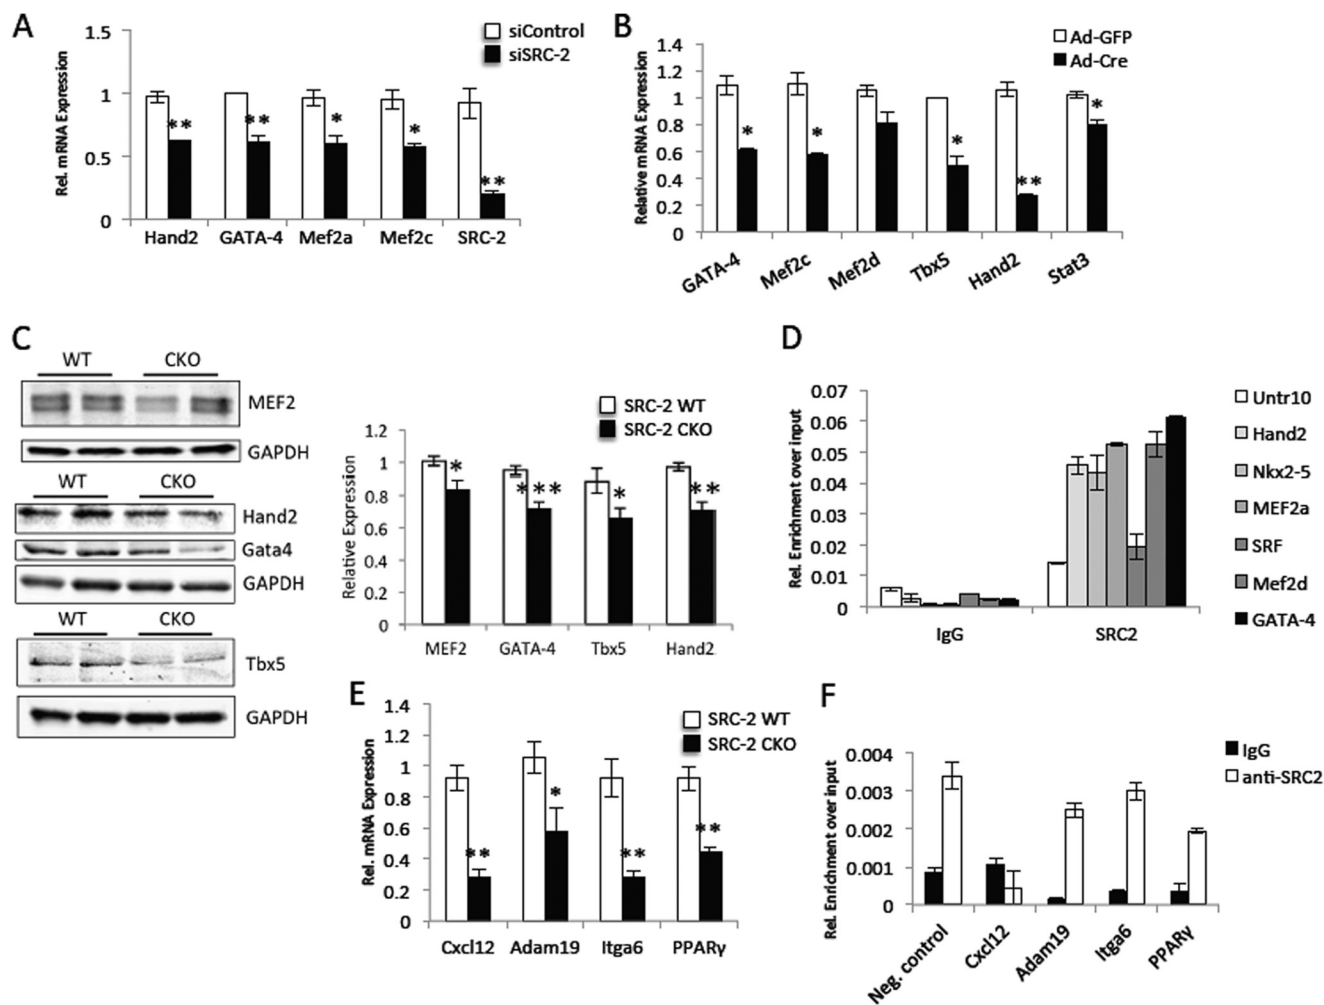 A
Rel. mRNA Expression
1.5
1
0.5
0
siControl
siSRC-2
** ** * * **
Hand2 GATA-4 Mef2a Mef2c SRC-2
B
Relative mRNA Expression
1.4
1.2
1
0.8
0.6
0.4
0.2
0
Ad-GFP
Ad-Cre
* * * ** *
GATA-4 Mef2c Mef2d Tbx5 Hand2 Stat3
C
WT CKO
MEF2
GAPDH
WT CKO
Hand2
Gata4
GAPDH
WT CKO
Tbx5
GAPDH
Relative Expression
1.2
1
0.8
0.6
0.4
0.2
0
SRC-2 WT
SRC-2 CKO
* *** * **
MEF2 GATA-4 Tbx5 Hand2
D
Rel. Enrichment over input
0.07
0.06
0.05
0.04
0.03
0.02
0.01
0
IgG SRC2
Untr10
Hand2
Nkx2-5
MEF2a
SRF
Mef2d
GATA-4
E
Rel. mRNA Expression
1.4
1.2
1
0.8
0.6
0.4
0.2
0
SRC-2 WT
SRC-2 CKO
** * ** **
Cxcl12 Adam19 Itga6 PPARγ
F
Rel. Enrichment over input
0.004
0.003
0.002
0.001
0
IgG
anti-SRC2
Neg. control Cxcl12 Adam19 Itga6 PPARγ